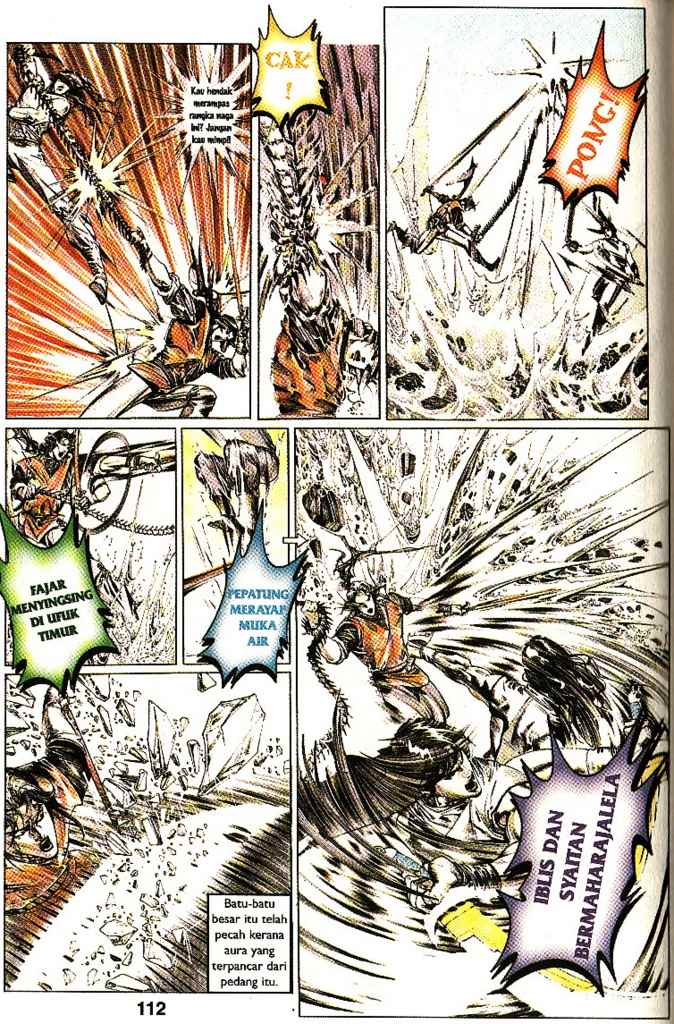 Kau hendak
merampas
rangka naga
ini? Jangan
kau mimpi!
CAK
!
PONG!
FAJAR
MENYINGSING
DI UFUK
TIMUR
PEPATUNG
MERAYAP
MUKA
AIR
IBLIS DAN
SYAITAN
BERMAHARAJALELA
Batu-batu
besar itu telah
pecah kerana
aura yang
terpancar dari
pedang itu.
112